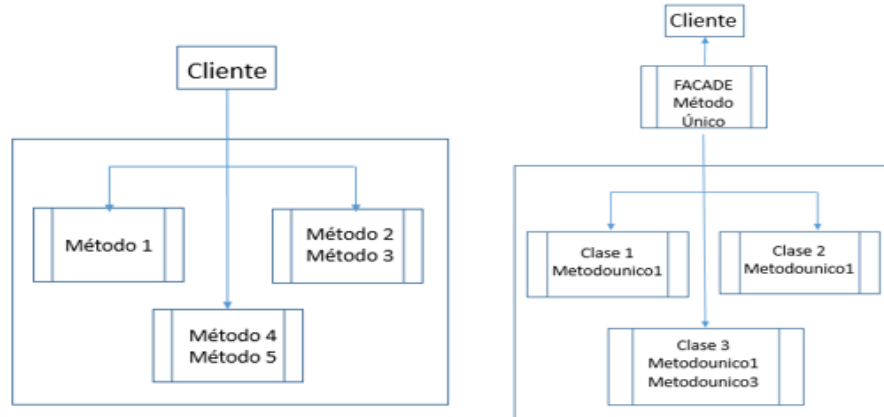 Cliente
Método 1
Método 2
Método 3
Método 4
Método 5
Cliente
FACADE
Método
Único
Clase 1
Metodounico1
Clase 2
Metodounico1
Clase 3
Metodounico1
Metodounico3